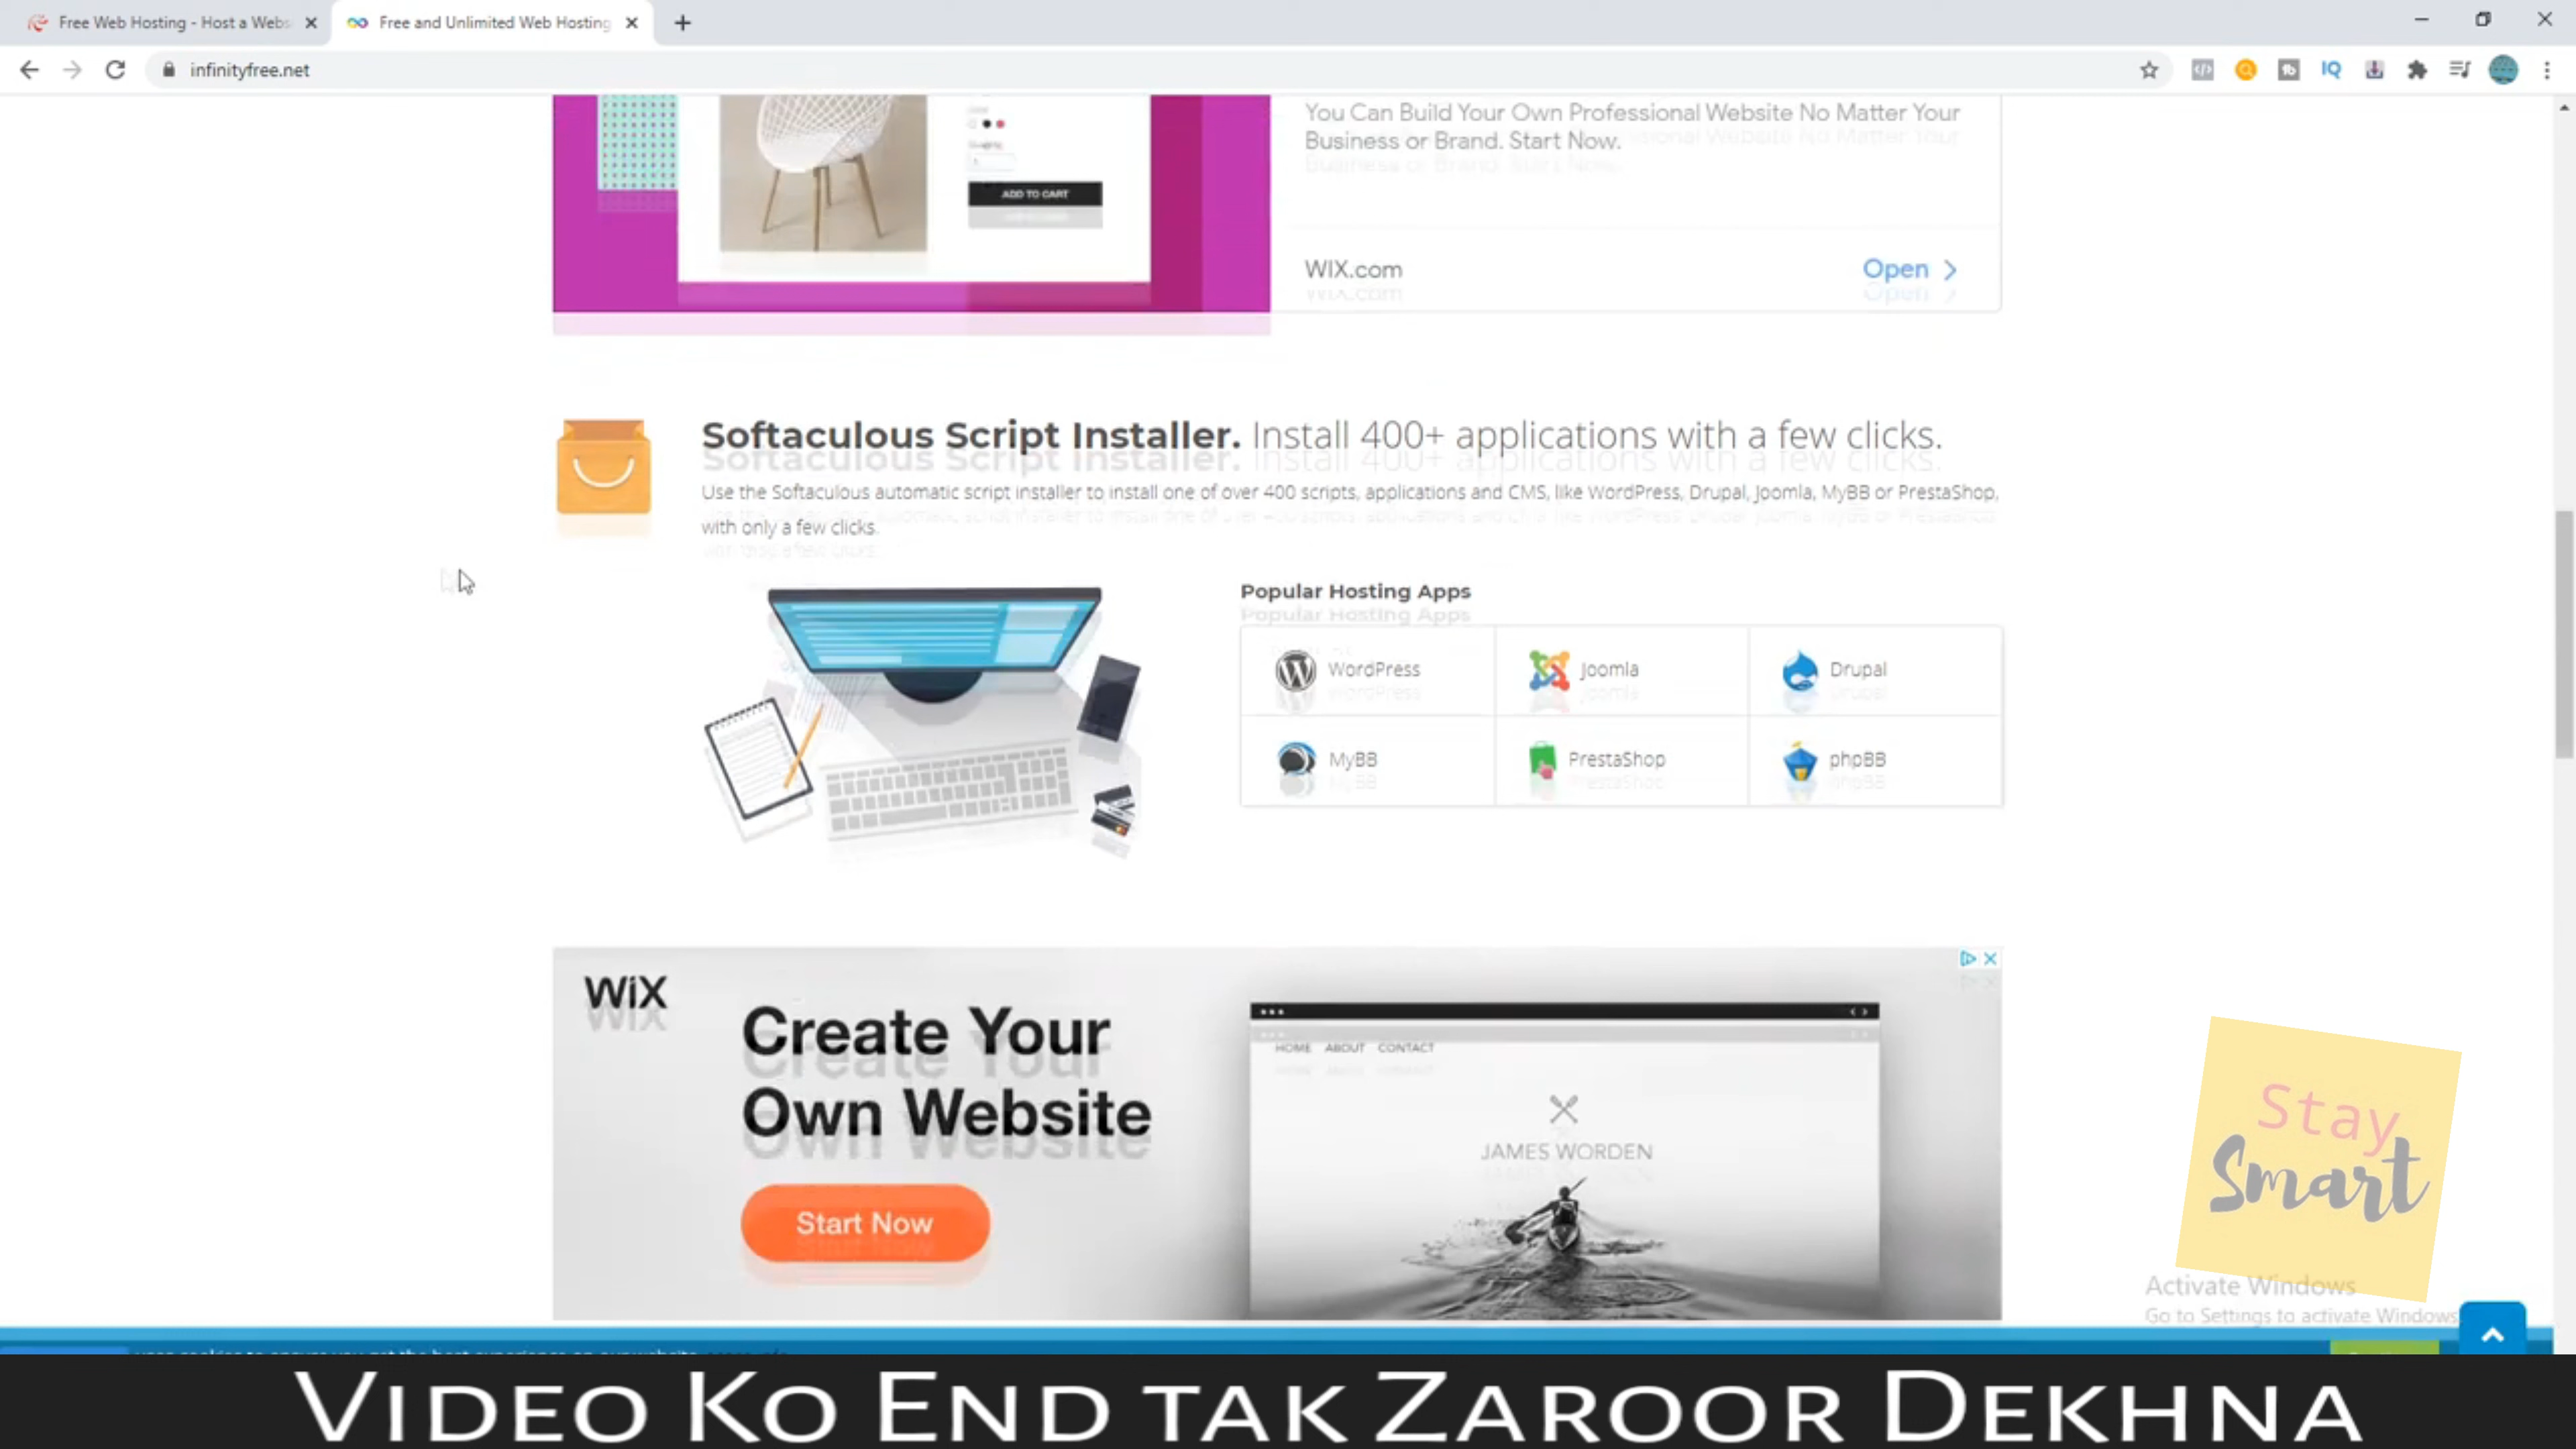 Free Web Hosting - Host a Webs
Free and Unlimited Web Hosting
infinityfree.net
IQ
You Can Build Your Own Professional Website No Matter Your
Business or Brand. Start Now.
ADD TO CART
WIX.com
Open
Softaculous Script Installer. Install 400+ applications with a few clicks.
Use the Softaculous automatic script installer to install one of over 400 scripts, applications and CMS, like WordPress, Drupal, Joomla, MyBB or PrestaShop,
with only a few clicks.
Popular Hosting Apps
WordPress
Joomla
Drupal
MyBB
PrestaShop
phpBB
WiX
Create Your
Own Website
Start Now
HOME ABOUT CONTACT
JAMES WORDEN
Stay
Smart
Activate Windows
Go to Settings to activate Windows
VIDEO KO END TAK ZAROOR DEKHNA